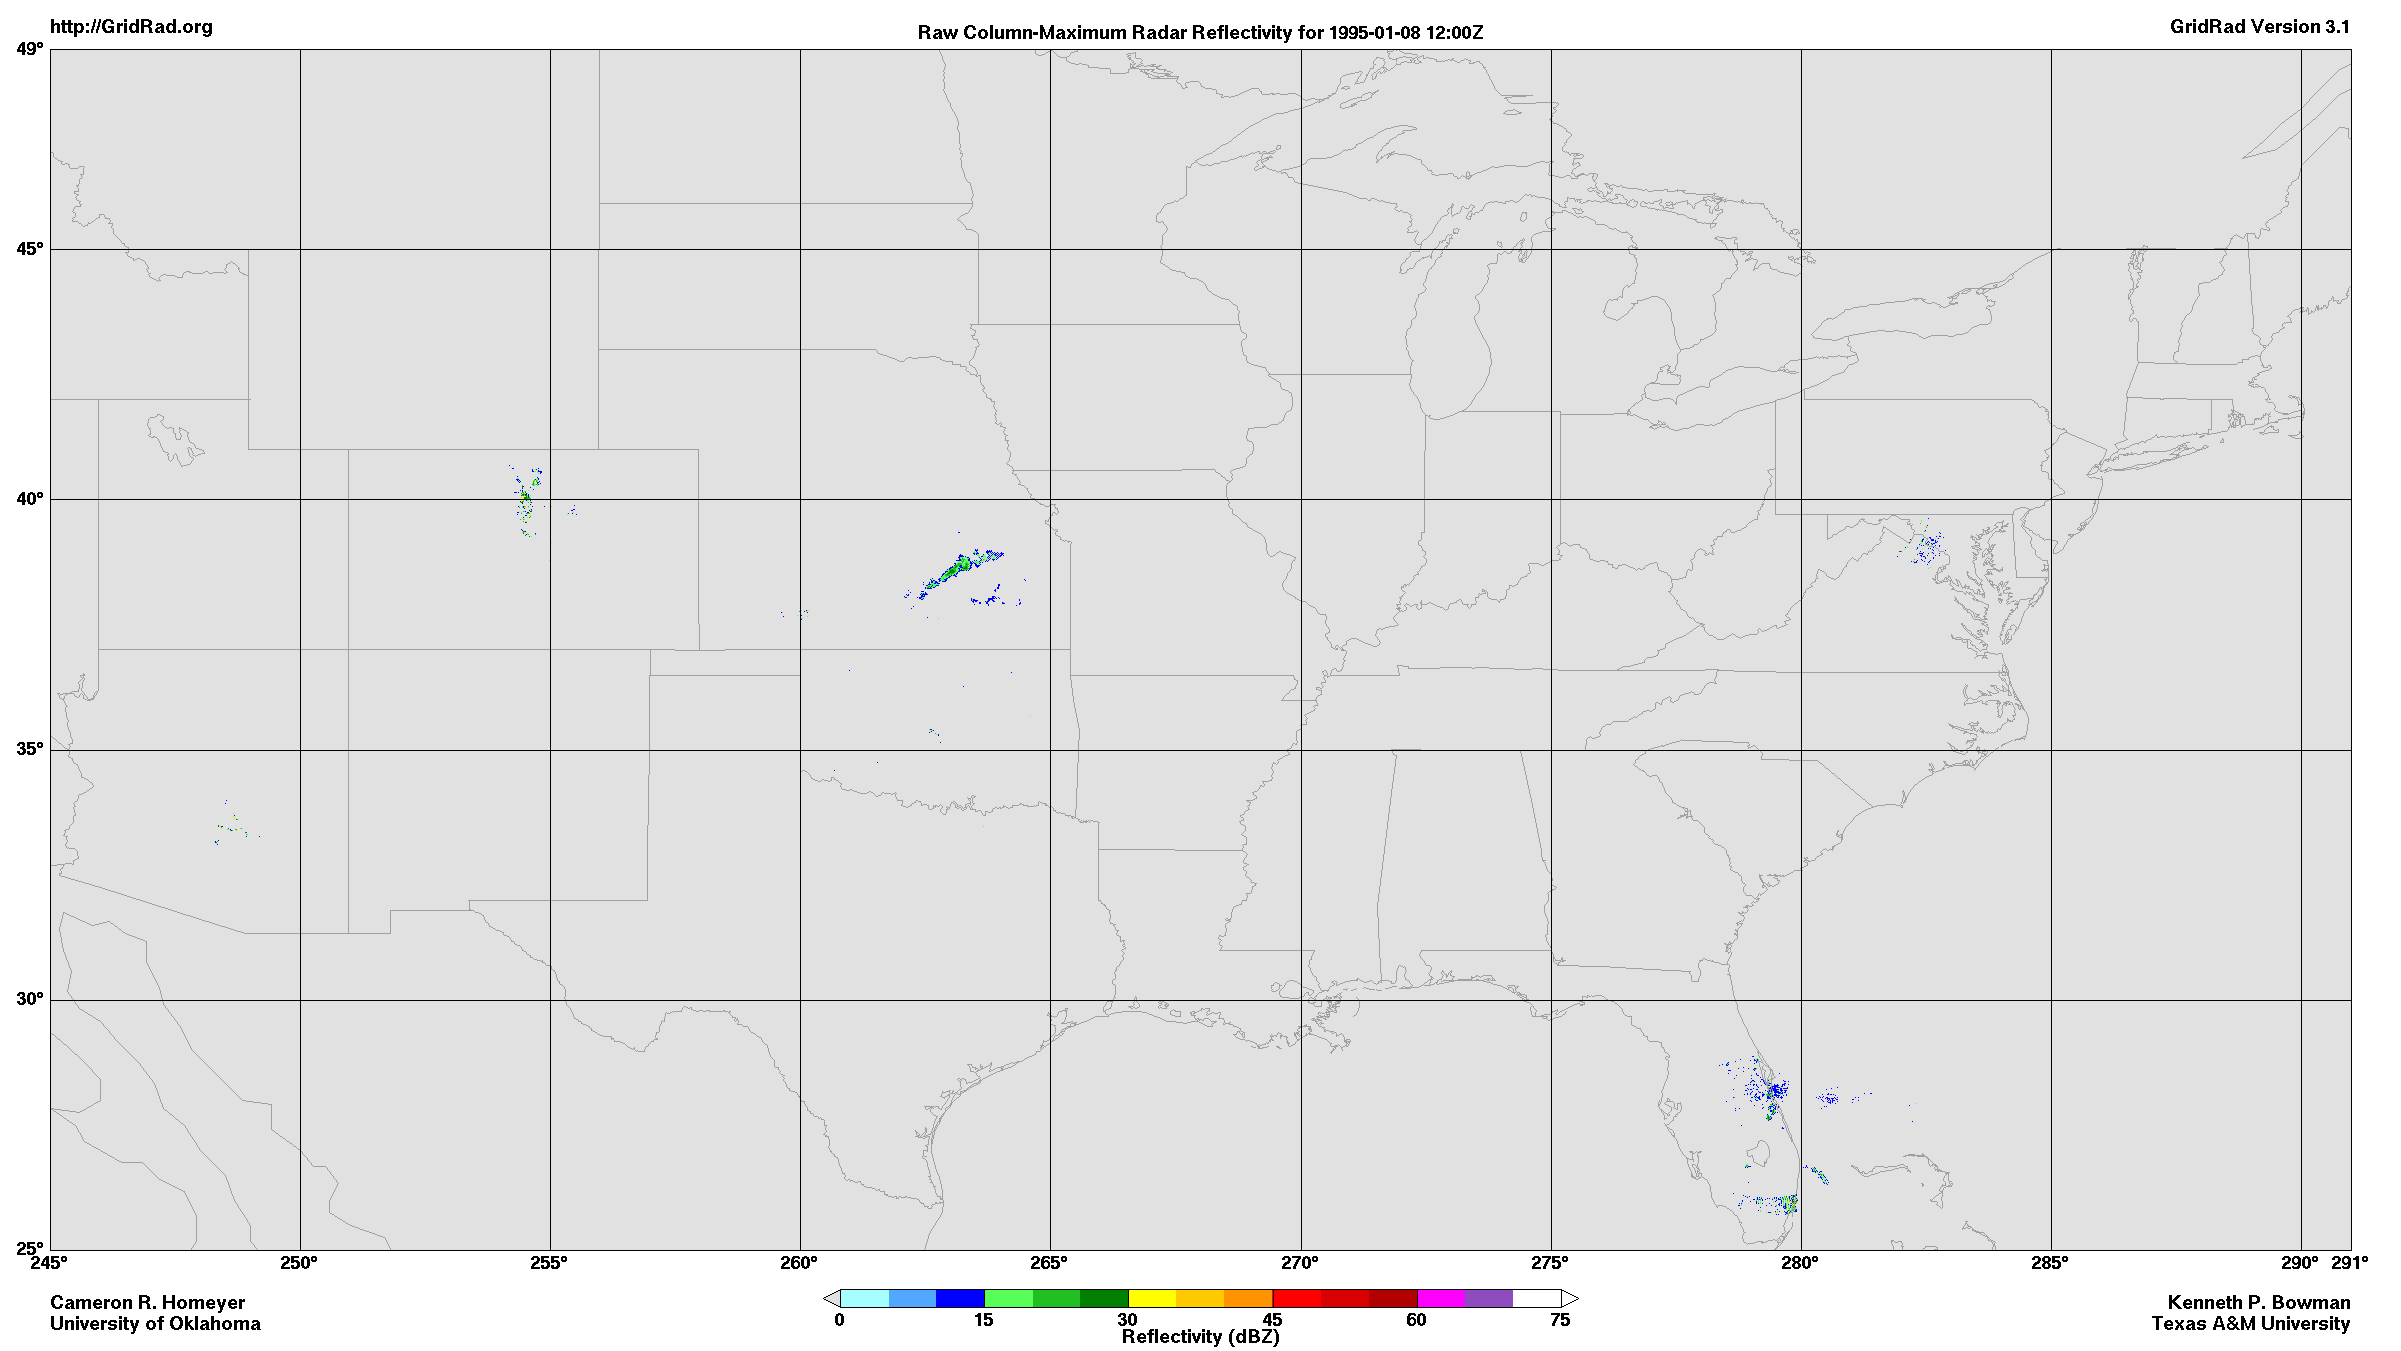 http://GridRad.org
Raw Column-Maximum Radar Reflectivity for 1995-01-08 12:00Z
GridRad Version 3.1
49°
45°
40°
35°
30°
25°
245° 250° 255° 260° 265° 270° 275° 280° 285° 290° 291°
0 15 30 45 60 75
Reflectivity (dBZ)
Cameron R. Homeyer
University of Oklahoma
Kenneth P. Bowman
Texas A&M University